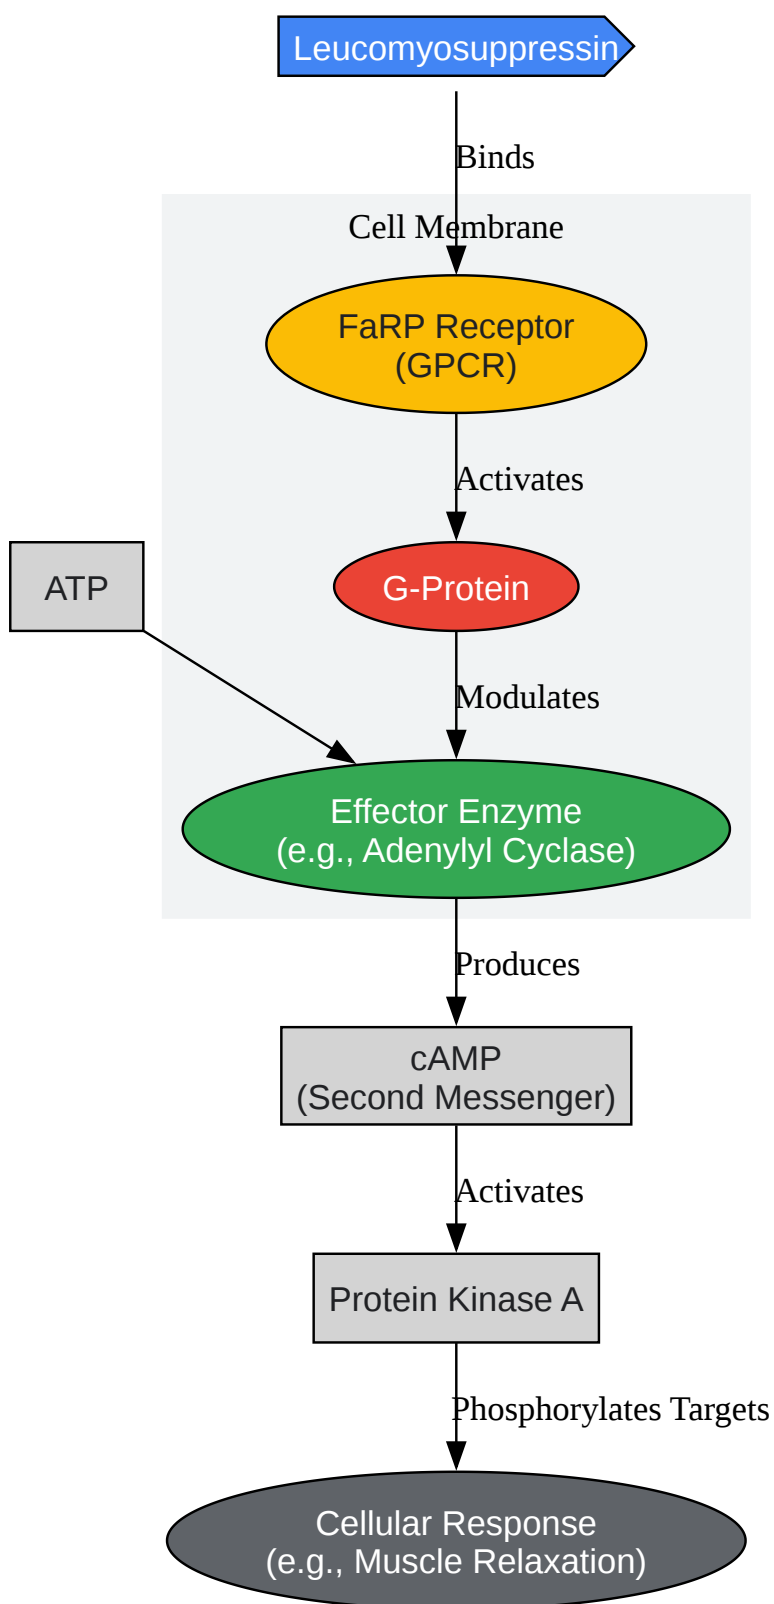 Leucomyosuppressin
Binds
Cell Membrane
FaRP Receptor
(GPCR)
Activates
ATP
G-Protein
Modulates
Effector Enzyme
(e.g., Adenylyl Cyclase)
Produces
cAMP
(Second Messenger)
Activates
Protein Kinase A
Phosphorylates Targets
Cellular Response
(e.g., Muscle Relaxation)